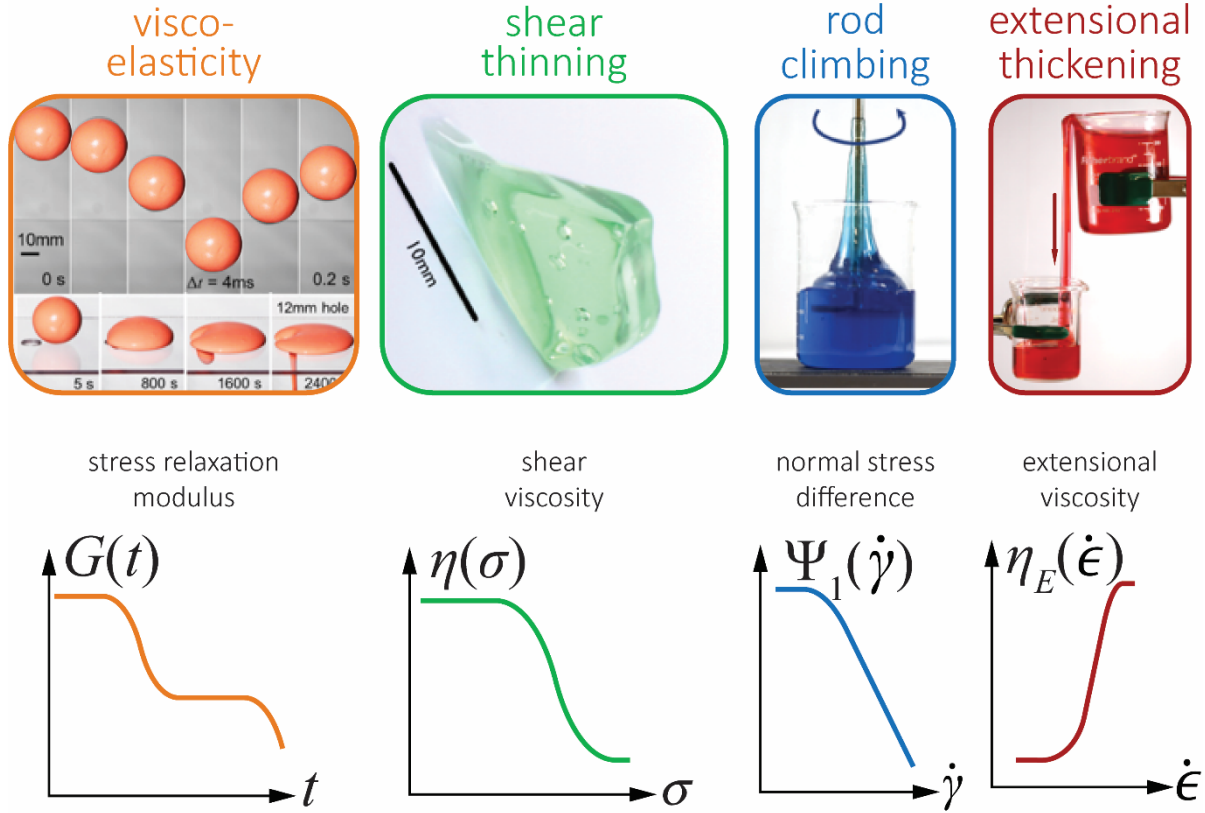 visco-
elasticity
shear
thinning
rod
climbing
extensional
thickening
10mm
0 s
Δt = 4ms
0.2 s
12mm hole
5 s
800 s
1600 s
2400
10mm
stress relaxation
modulus
shear
viscosity
normal stress
difference
extensional
viscosity
G(t)
t
η(σ)
σ
Ψ₁(γ̇)
γ̇
η_E(ϵ̇)
ϵ̇